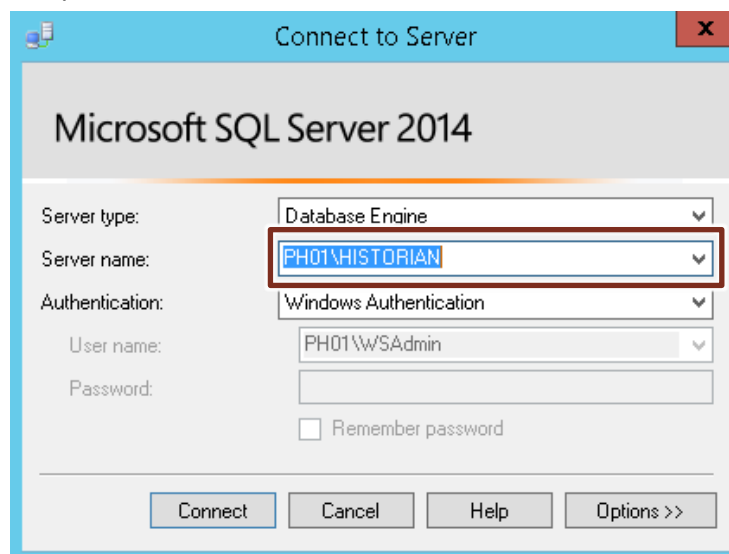 Connect to Server
x
Microsoft SQL Server 2014
Server type: Database Engine
Server name: PH01\HISTORIAN
Authentication: Windows Authentication
User name: PH01\WSAdmin
Password:
Remember password
Connect Cancel Help Options >>